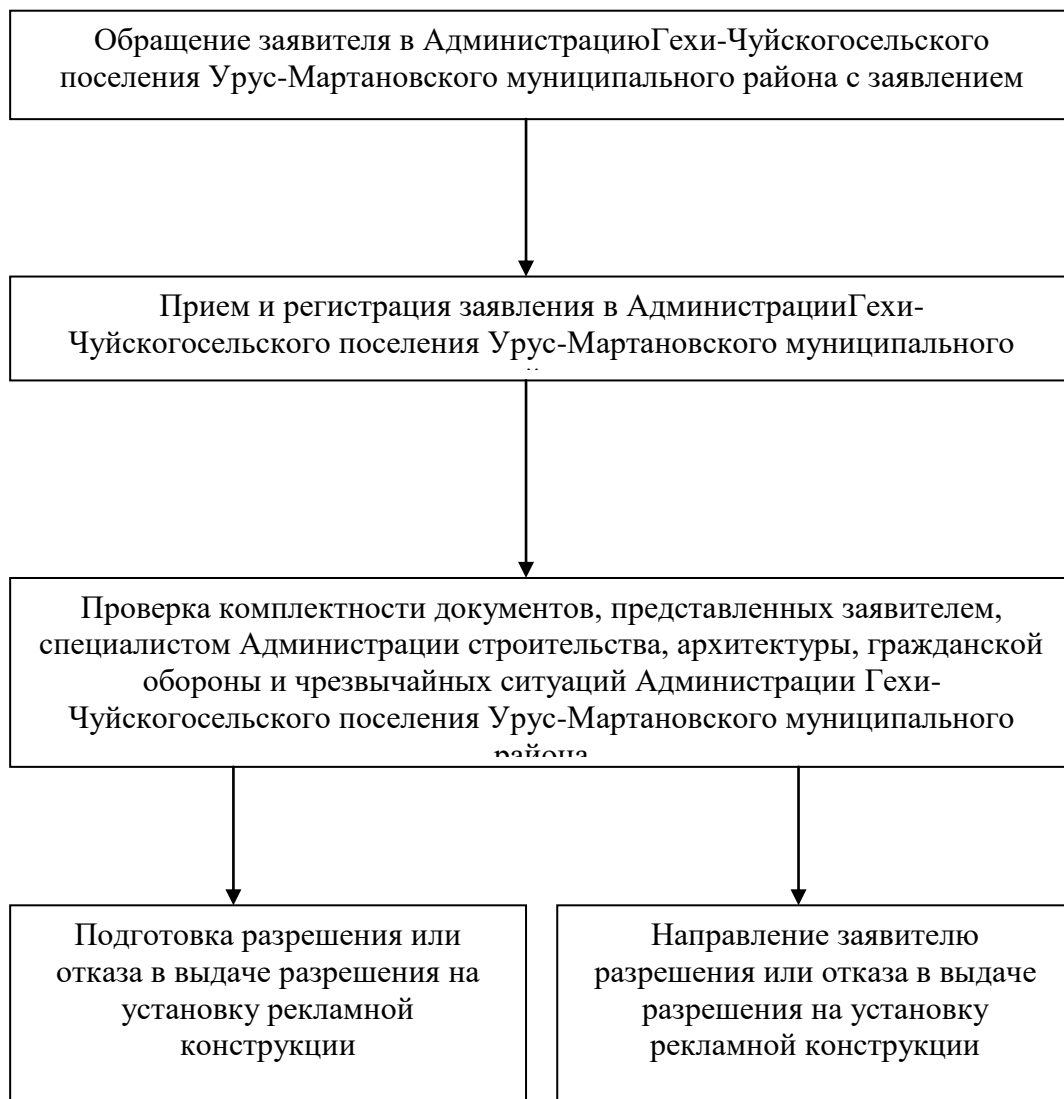 Обращение заявителя в АдминистрациюГехи-Чуйскогосельского
поселения Урус-Мартановского муниципального района с заявлением
Прием и регистрация заявления в АдминистрацииГехи-
Чуйскогосельского поселения Урус-Мартановского муниципального
Проверка комплектности документов, представленных заявителем,
специалистом Администрации строительства, архитектуры, гражданской
обороны и чрезвычайных ситуаций Администрации Гехи-
Чуйскогосельского поселения Урус-Мартановского муниципального
района
Подготовка разрешения или
отказа в выдаче разрешения на
установку рекламной
конструкции
Направление заявителю
разрешения или отказа в выдаче
разрешения на установку
рекламной конструкции